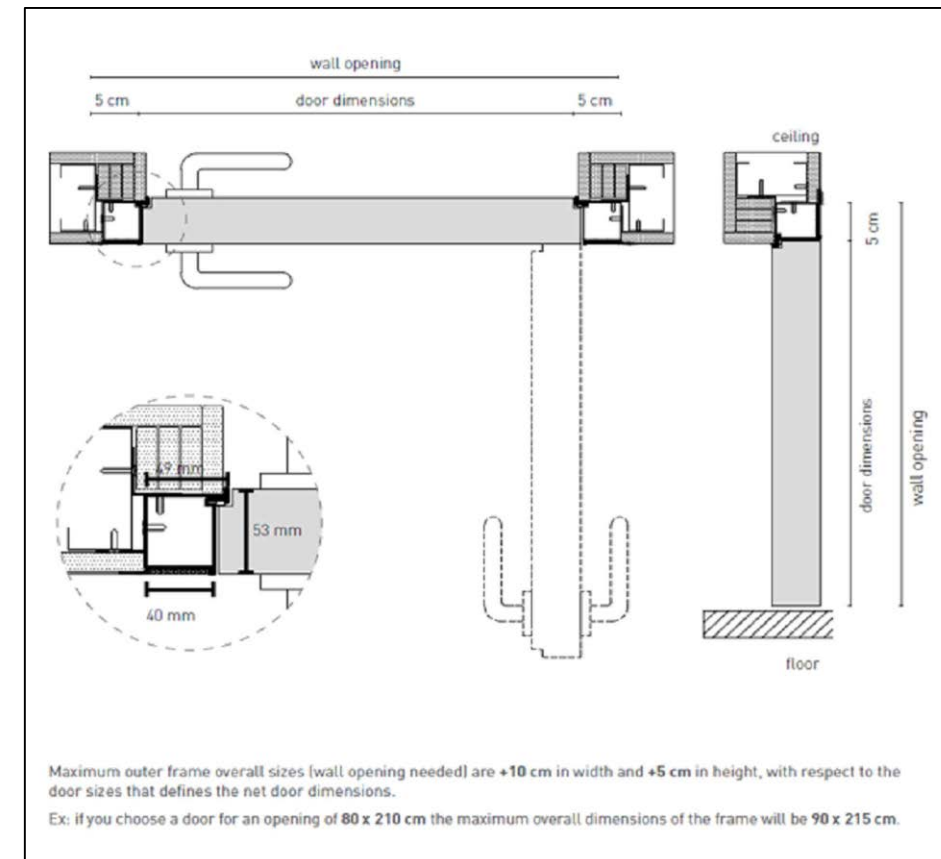 wall opening
5 cm
door dimensions
5 cm
ceiling
5 cm
door dimensions
wall opening
49 mm
53 mm
40 mm
floor
Maximum outer frame overall sizes (wall opening needed) are +10 cm in width and +5 cm in height, with respect to the
door sizes that defines the net door dimensions.
Ex: if you choose a door for an opening of 80 x 210 cm the maximum overall dimensions of the frame will be 90 x 215 cm.